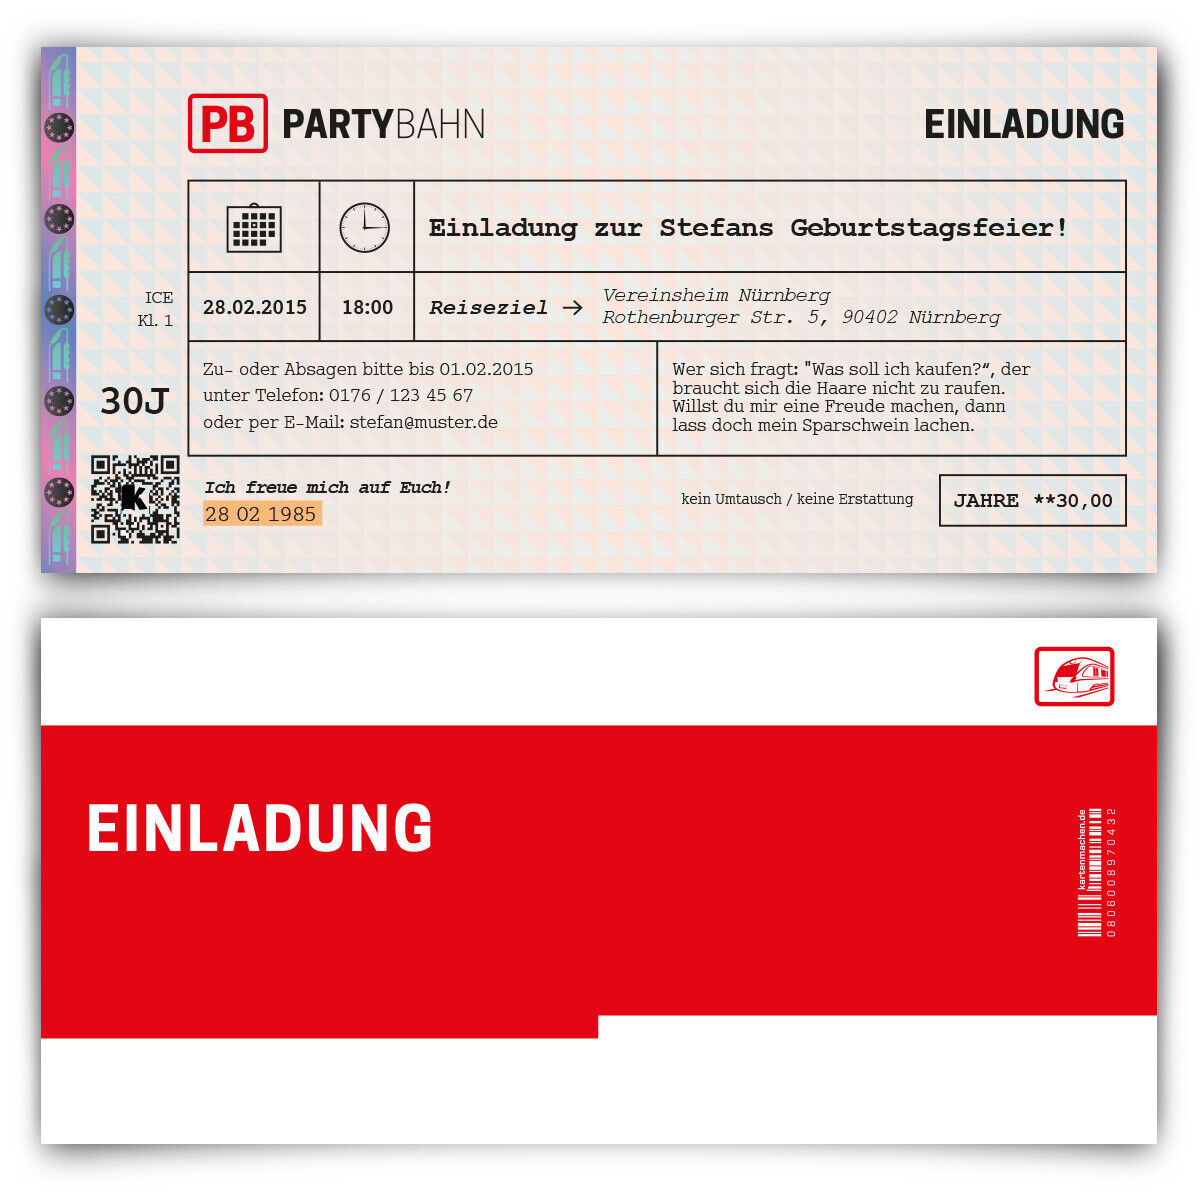 PB PARTYBAHN
EINLADUNG
Einladung zur Stefans Geburtstagsfeier!
ICE
Kl. 1
28.02.2015
18:00
Reiseziel →
Vereinsheim Nürnberg
Rothenburger Str. 5, 90402 Nürnberg
30J
Zu- oder Absagen bitte bis 01.02.2015
unter Telefon: 0176 / 123 45 67
oder per E-Mail: stefan@muster.de
Wer sich fragt: "Was soll ich kaufen?“, der
braucht sich die Haare nicht zu raufen.
Willst du mir eine Freude machen, dann
lass doch mein Sparschwein lachen.
k
Ich freue mich auf Euch!
28 02 1985
kein Umtausch / keine Erstattung
JAHRE **30,00
EINLADUNG
kartenmachen.de
0806008970432